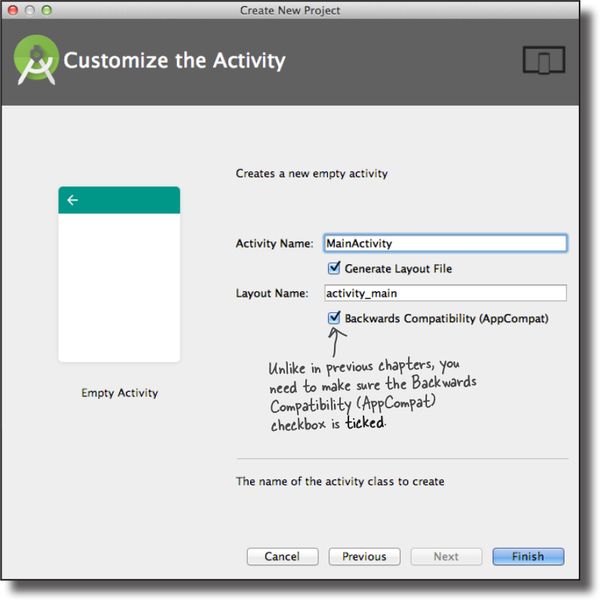 Create New Project
Customize the Activity
Creates a new empty activity
Activity Name: MainActivity
Generate Layout File
Layout Name: activity_main
Backwards Compatibility (AppCompat)
Unlike in previous chapters, you
need to make sure the Backwards
Compatibility (AppCompat)
checkbox is ticked.
Empty Activity
The name of the activity class to create
Cancel Previous Next Finish